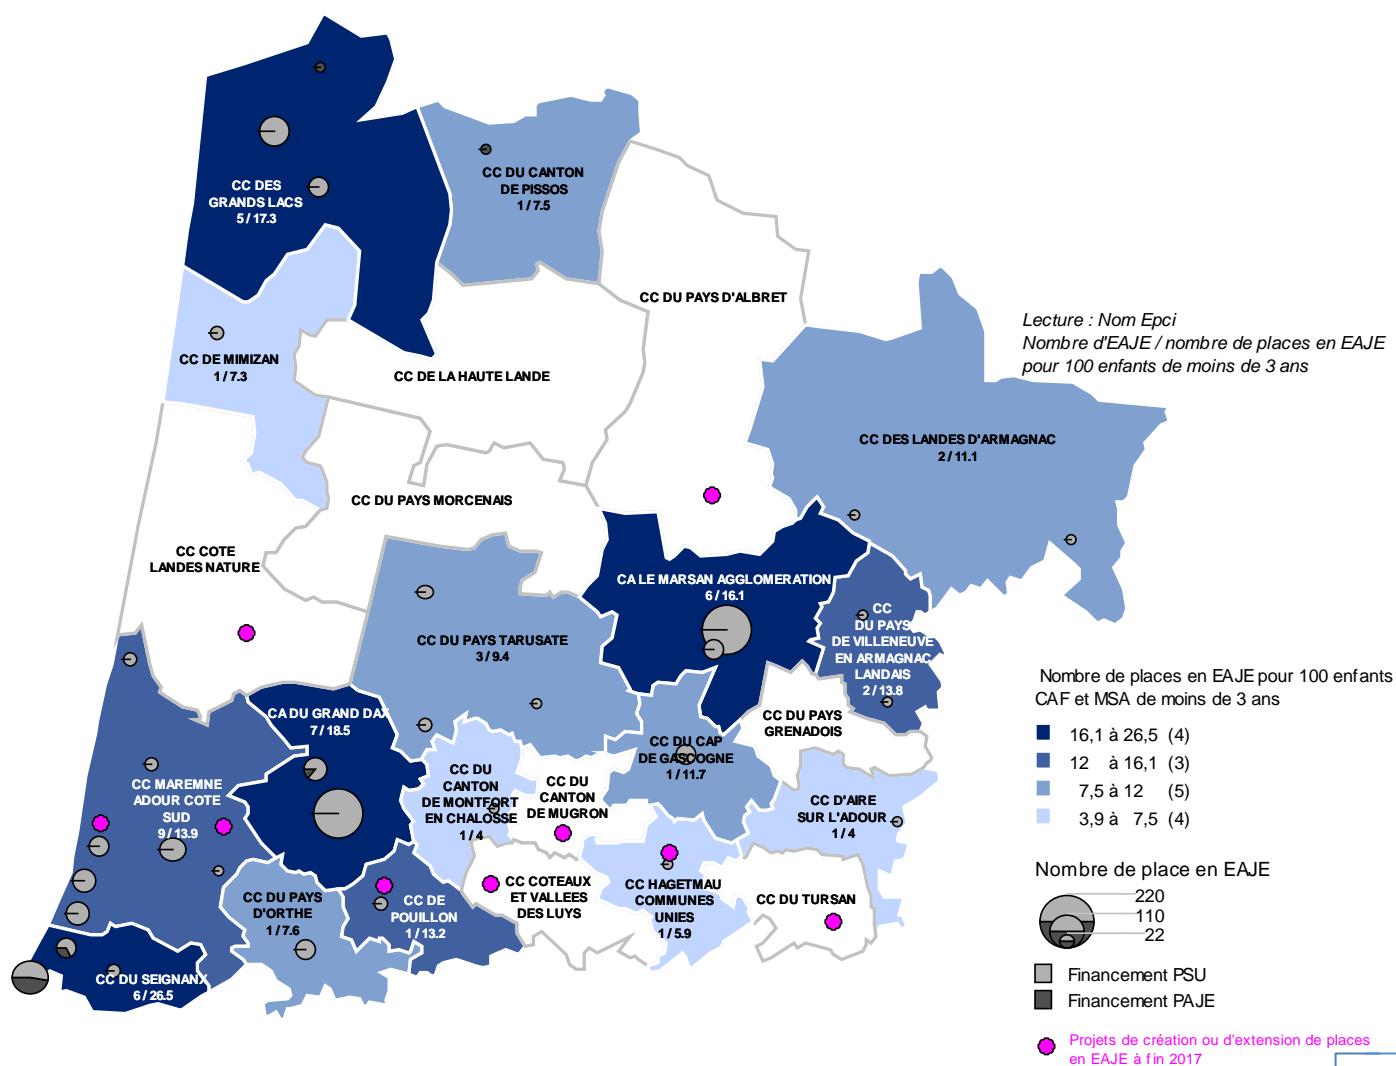 CC DES
GRANDS LACS
5 / 17.3
CC DU CANTON
DE PISSOS
1 / 7.5
CC DU PAYS D'ALBRET
Lecture : Nom Epci
Nombre d'EAJE / nombre de places en EAJE
pour 100 enfants de moins de 3 ans
CC DE MIMIZAN
1 / 7.3
CC DE LA HAUTE LANDE
CC DES LANDES D'ARMAGNAC
2 / 11.1
CC DU PAYS MORCENAIS
CC COTE
LANDES NATURE
CA LE MARSAN AGGLOMERATION
6 / 16.1
CC
DU PAYS
DE VILLENEUVE
EN ARMAGNAC
LANDAIS
2 / 13.8
CC DU PAYS TARUSATE
3 / 9.4
CA DU GRAND DAX
7 / 18.5
CC DU PAYS
GRENADOIS
CC DU CAP
DE GASCOGNE
1 / 11.7
CC DU
CANTON
DE MONTFORT
EN CHALOSSE
1 / 4
CC DU
CANTON
DE MUGRON
CC D'AIRE
SUR L'ADOUR
1 / 4
CC MAREMNE
ADOUR COTE
SUD
9 / 13.9
CC DU PAYS
D'ORTHE
1 / 7.6
CC DE
POUILLON
1 / 13.2
CC COTEAUX
ET VALLEES
DES LUYS
CC HAGETMAU
COMMUNES
UNIES
1 / 5.9
CC DU TURSAN
CC DU SEIGNANX
6 / 26.5
Nombre de places en EAJE pour 100 enfants
CAF et MSA de moins de 3 ans
16,1 à 26,5 (4)
12 à 16,1 (3)
7,5 à 12 (5)
3,9 à 7,5 (4)
Nombre de place en EAJE
220
110
22
Financement PSU
Financement PAJE
Projets de création ou d'extension de places
en EAJE à fin 2017